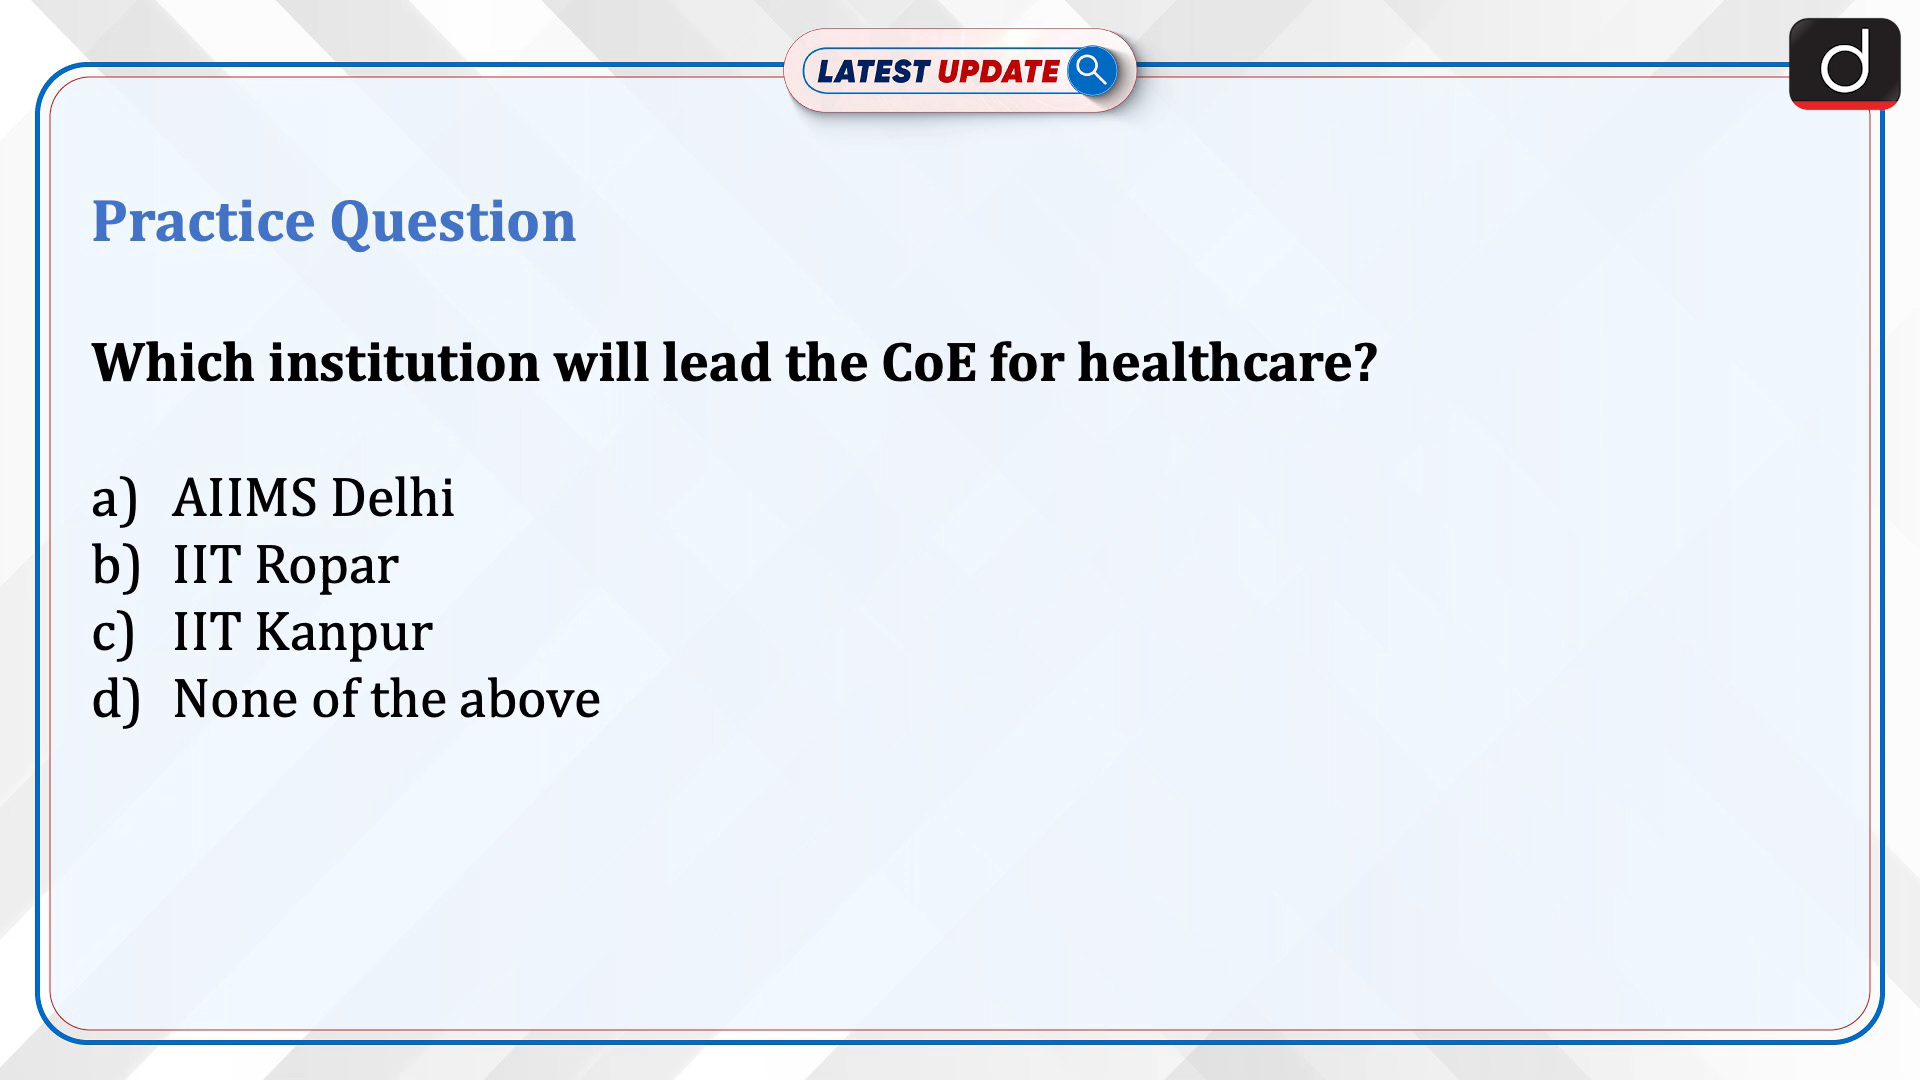 LATEST UPDATE
d
Practice Question
Which institution will lead the CoE for healthcare?
a) AIIMS Delhi
b) IIT Ropar
c) IIT Kanpur
d) None of the above